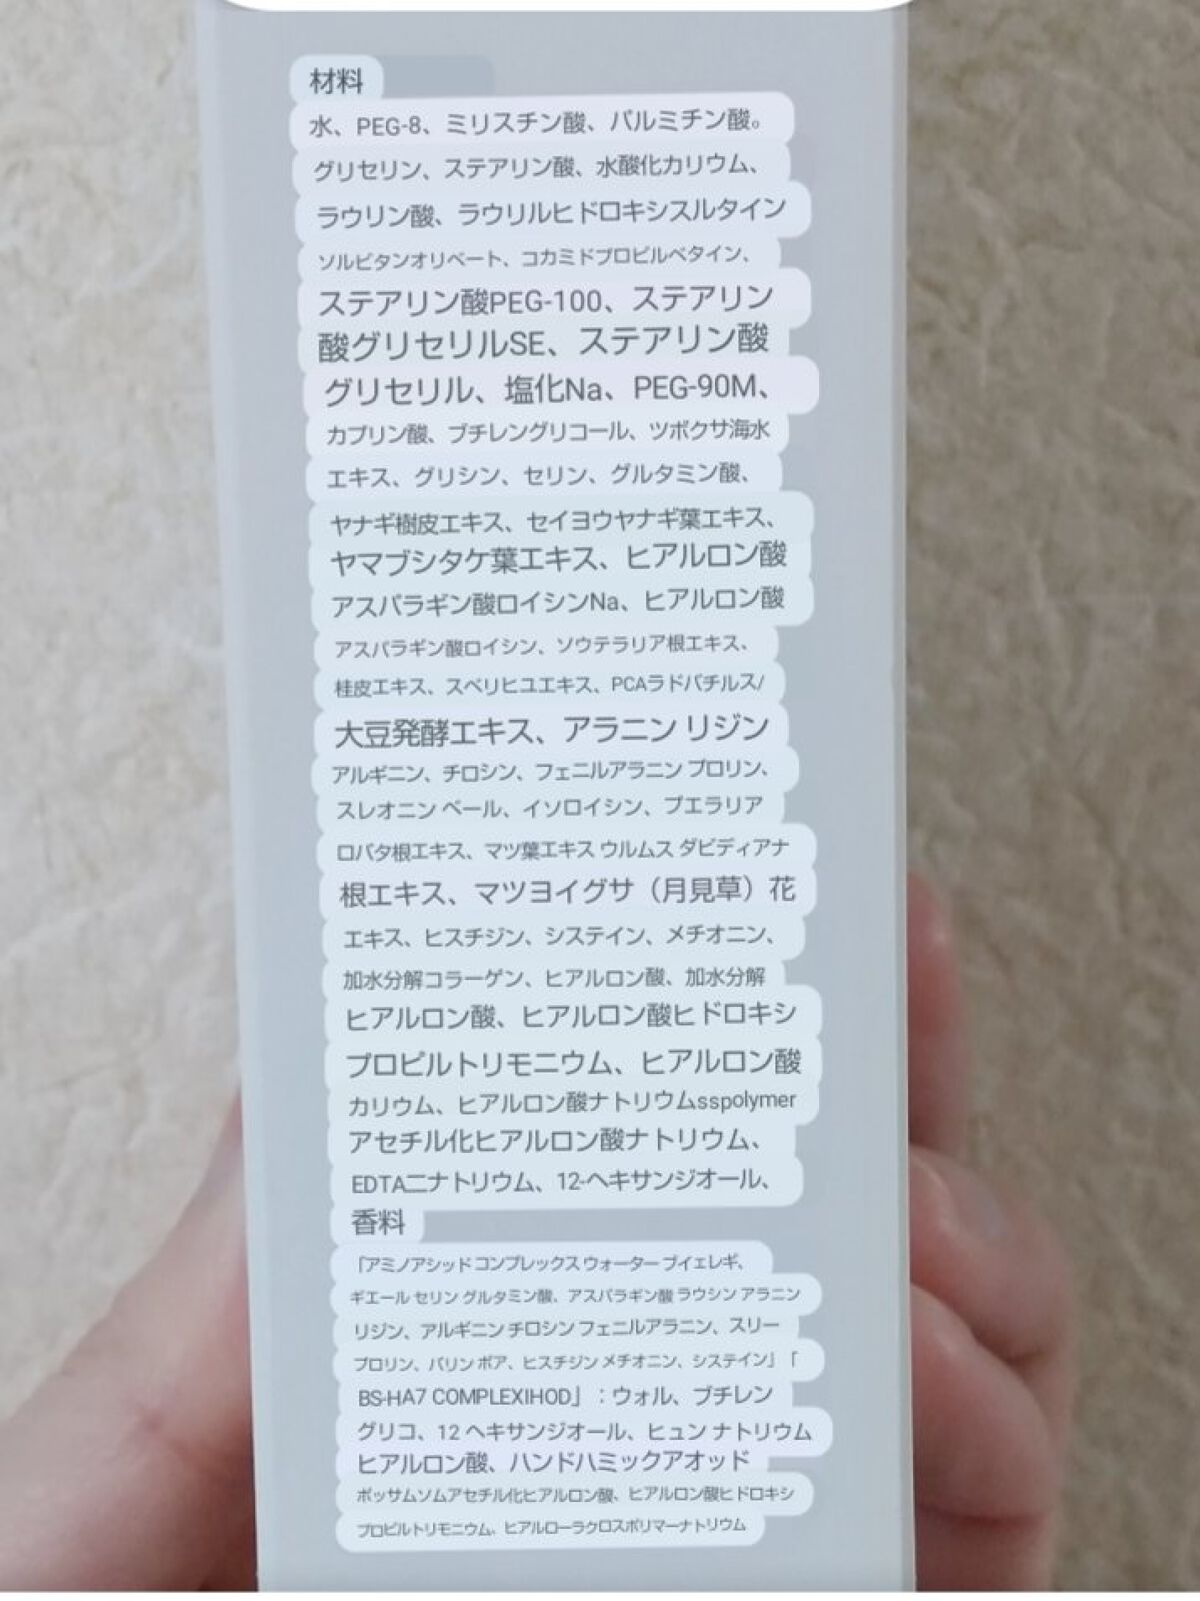 材料
水、PEG-8、ミリスチン酸、パルミチン酸。
グリセリン、ステアリン酸、水酸化カリウム、
ラウリン酸、ラウリルヒドロキシスルタイン
ソルビタンオリベート、コカミドプロピルベタイン、
ステアリン酸PEG-100、ステアリン
酸グリセリルSE、ステアリン酸
グリセリル、塩化Na、PEG-90M、
カプリン酸、ブチレングリコール、ツボクサ海水
エキス、グリシン、セリン、グルタミン酸、
ヤナギ樹皮エキス、セイヨウヤナギ葉エキス、
ヤマブシタケ葉エキス、ヒアルロン酸
アスパラギン酸ロイシンNa、ヒアルロン酸
アスパラギン酸ロイシン、ソウテラリア根エキス、
桂皮エキス、スベリヒユエキス、PCAラドバチルス/
大豆発酵エキス、アラニン リジン
アルギニン、チロシン、フェニルアラニン プロリン、
スレオニン ベール、イソロイシン、プエラリア
ロバタ根エキス、マツ葉エキス ウルムス ダビディアナ
根エキス、マツヨイグサ（月見草）花
エキス、ヒスチジン、システイン、メチオニン、
加水分解コラーゲン、ヒアルロン酸、加水分解
ヒアルロン酸、ヒアルロン酸ヒドロキシ
プロピルトリモニウム、ヒアルロン酸
カリウム、ヒアルロン酸ナトリウムsspolymer
アセチル化ヒアルロン酸ナトリウム、
EDTA二ナトリウム、12-ヘキサンジオール、
香料
「アミノアシッド コンプレックス ウォーター ブイェレギ、
ギエール セリン グルタミン酸、アスパラギン酸 ラウシン アラニン
リジン、アルギニン チロシン フェニルアラニン、スリー
プロリン、バリン ボア、ヒスチジン メチオニン、システイン」「
BS-HA7 COMPLEXIHOD」：ウォル、ブチレン
グリコ、12 ヘキサンジオール、ヒュン ナトリウム
ヒアルロン酸、ハンドハミックアオッド
ポッサムソムアセチル化ヒアルロン酸、ヒアルロン酸ヒドロキシ
プロピルトリモニウム、ヒアルローラクロスポリマーナトリウム